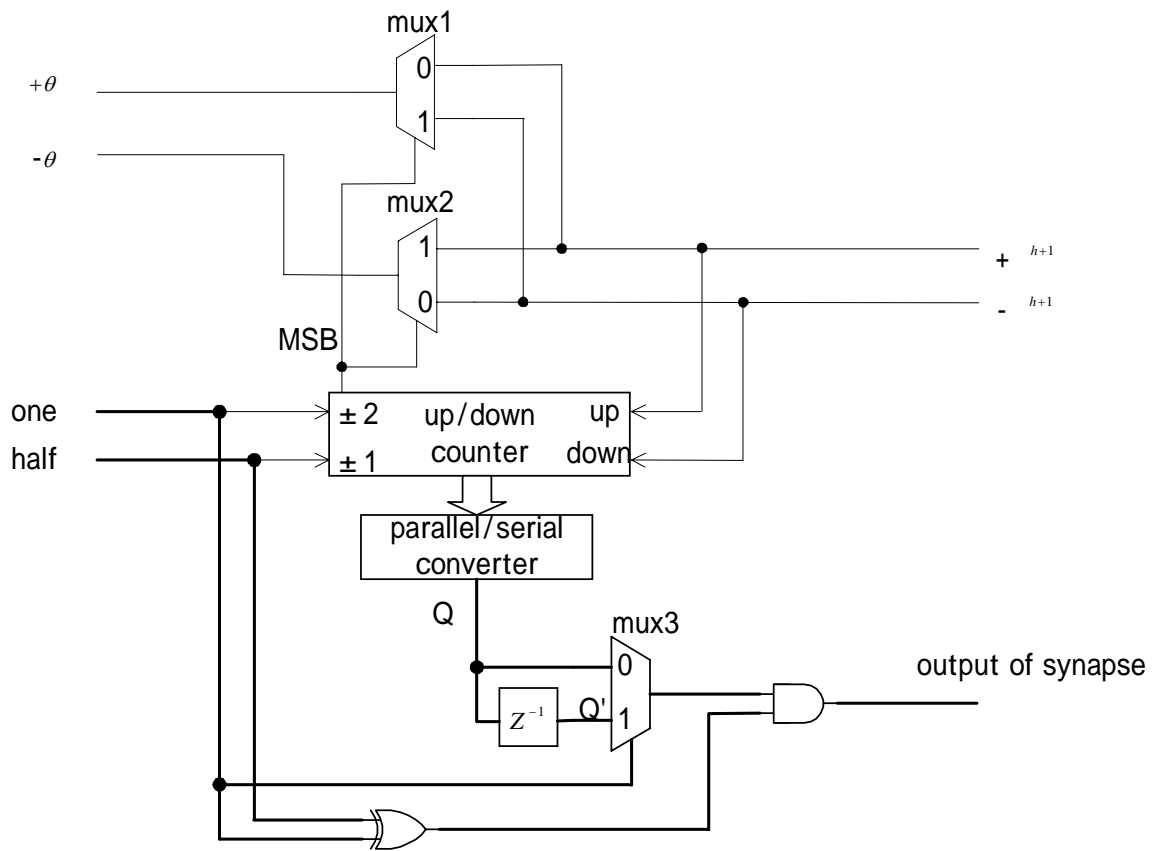 mux1
+θ
0
1
-θ
mux2
1
0
+ h+1
- h+1
MSB
one
± 2 up/down up
half
± 1 counter down
parallel/serial
converter
Q
mux3
0
output of synapse
Z⁻¹ Q' 1